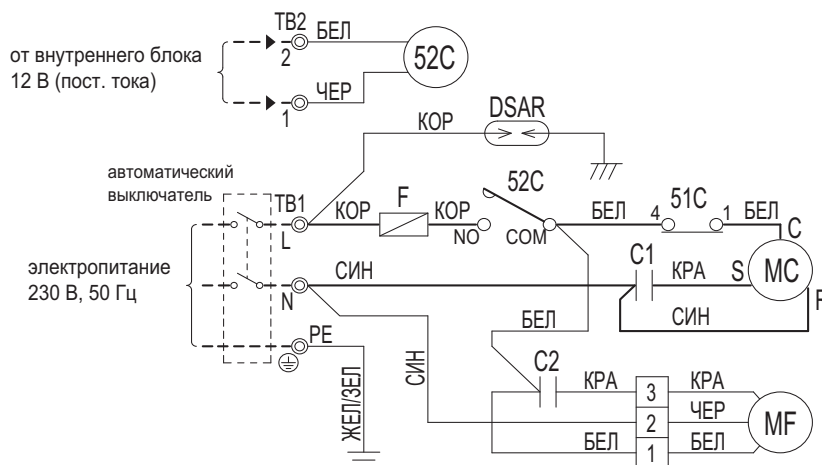 TB2
БЕЛ
от внутреннего блока
2
52C
12 В (пост. тока)
ЧЕР
1
КОР
DSAR
автоматический
выключатель
TB1
КОР
F
КОР
52C
БЕЛ
51C
БЕЛ
L
NO
COM
4
1
C
электропитание
230 В, 50 Гц
СИН
C1
КРА
S
MC
N
R
СИН
PE
БЕЛ
ЖЕЛ/ЗЕЛ
СИН
C2
КРА
3
КРА
2
ЧЕР
MF
БЕЛ
1
БЕЛ